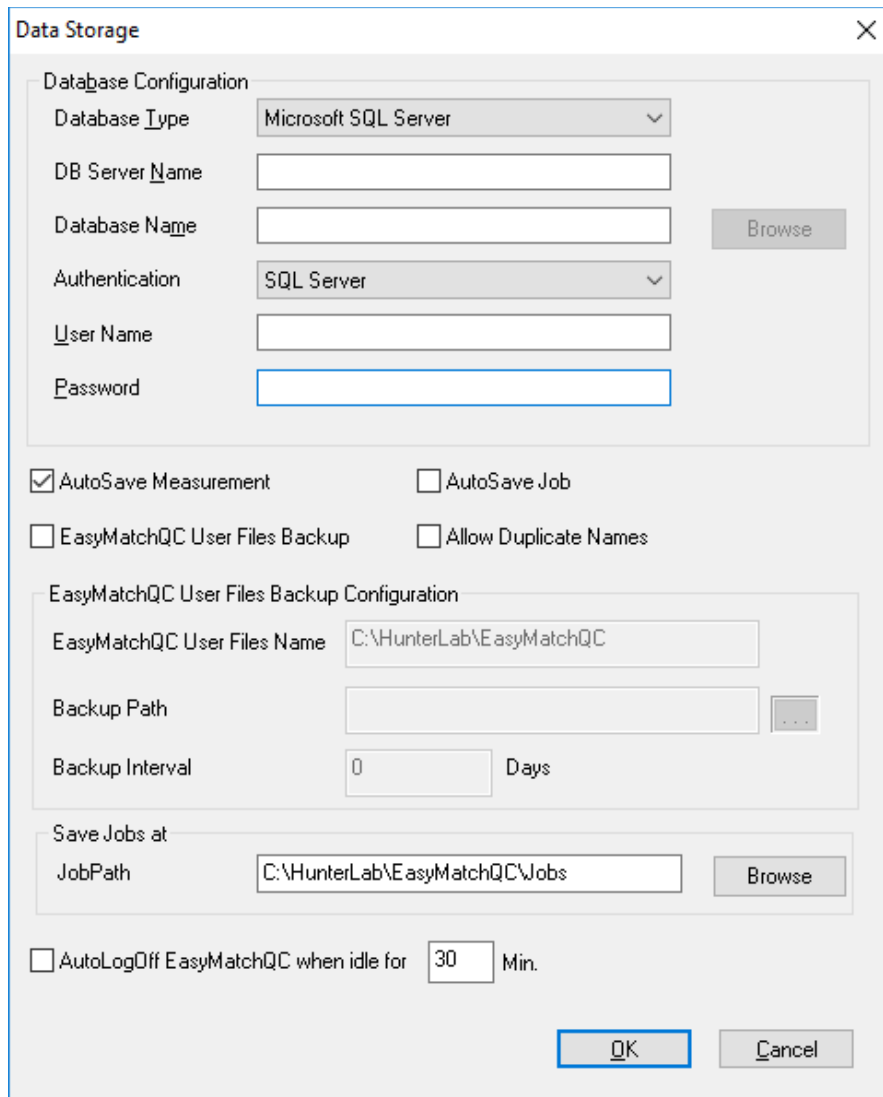 Data Storage
Database Configuration
Database Type Microsoft SQL Server
DB Server Name
Database Name Browse
Authentication SQL Server
User Name
Password
AutoSave Measurement AutoSave Job
EasyMatchQC User Files Backup Allow Duplicate Names
EasyMatchQC User Files Backup Configuration
EasyMatchQC User Files Name C:\HunterLab\EasyMatchQC
Backup Path ...
Backup Interval 0 Days
Save Jobs at
JobPath C:\HunterLab\EasyMatchQC\Jobs Browse
AutoLogOff EasyMatchQC when idle for 30 Min.
OK Cancel